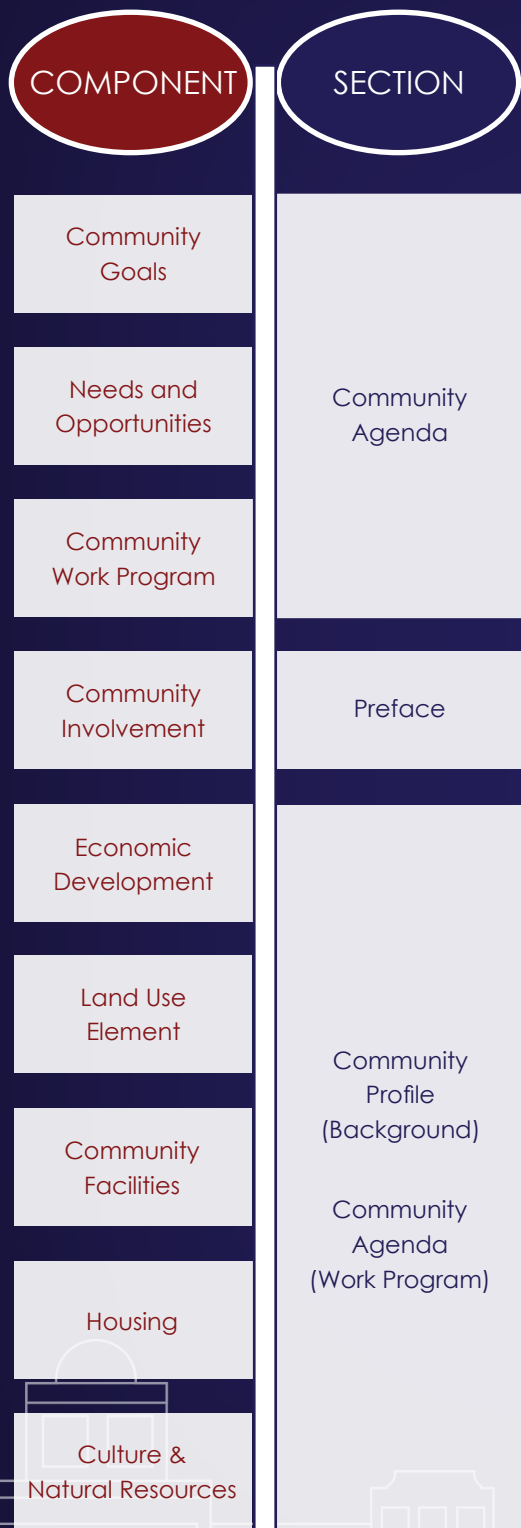 COMPONENT
SECTION
Community
Goals
Needs and
Opportunities
Community
Work Program
Community
Agenda
Community
Involvement
Preface
Economic
Development
Land Use
Element
Community
Facilities
Housing
Culture &
Natural Resources
Community
Profile
(Background)
Community
Agenda
(Work Program)